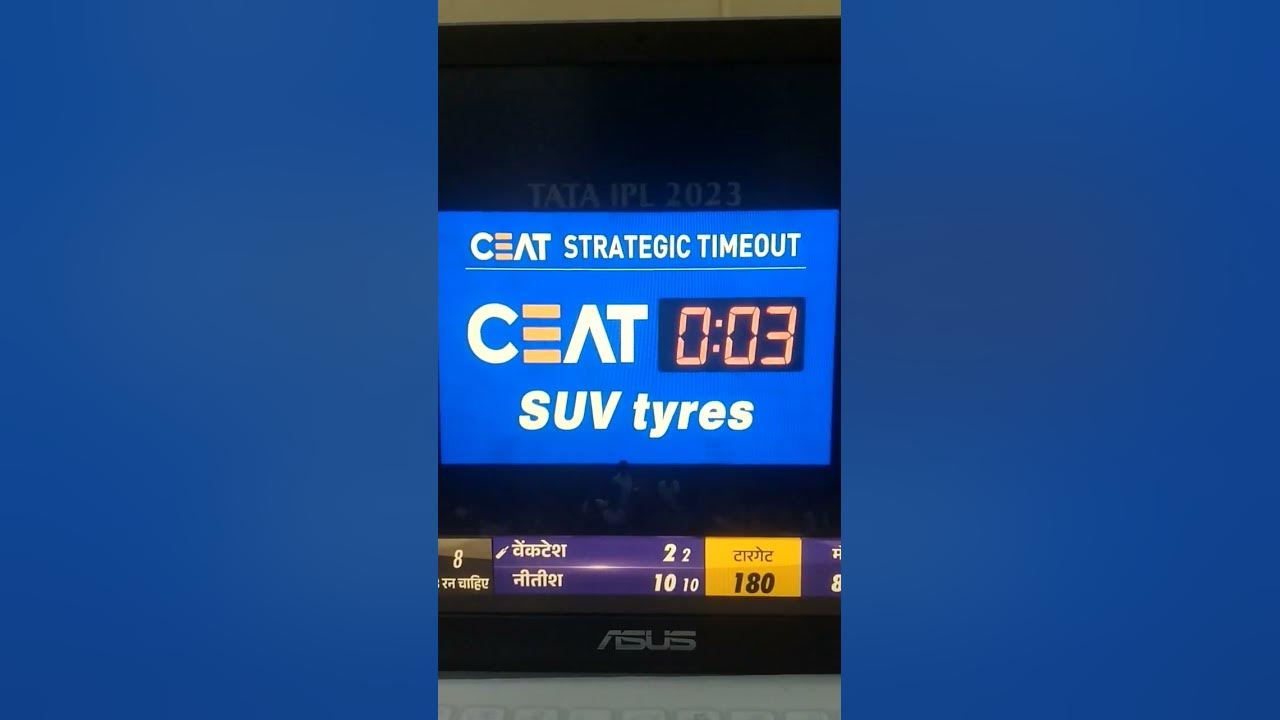 TATA IPL 2023
CEAT STRATEGIC TIMEOUT
CEAT 0:03
SUV tyres
8
रन चाहिए
वेंकटेश 2 2
नीतीश 10 10
टारगेट
180
8
ASUS